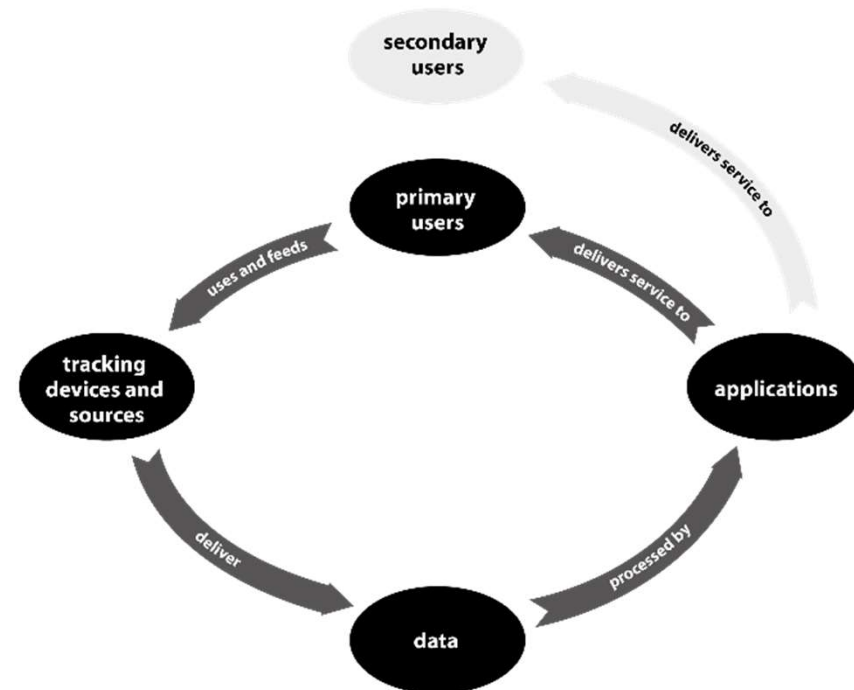 secondary
users
delivers service to
primary
users
uses and feeds
delivers service to
tracking
devices and
sources
applications
deliver
processed by
data